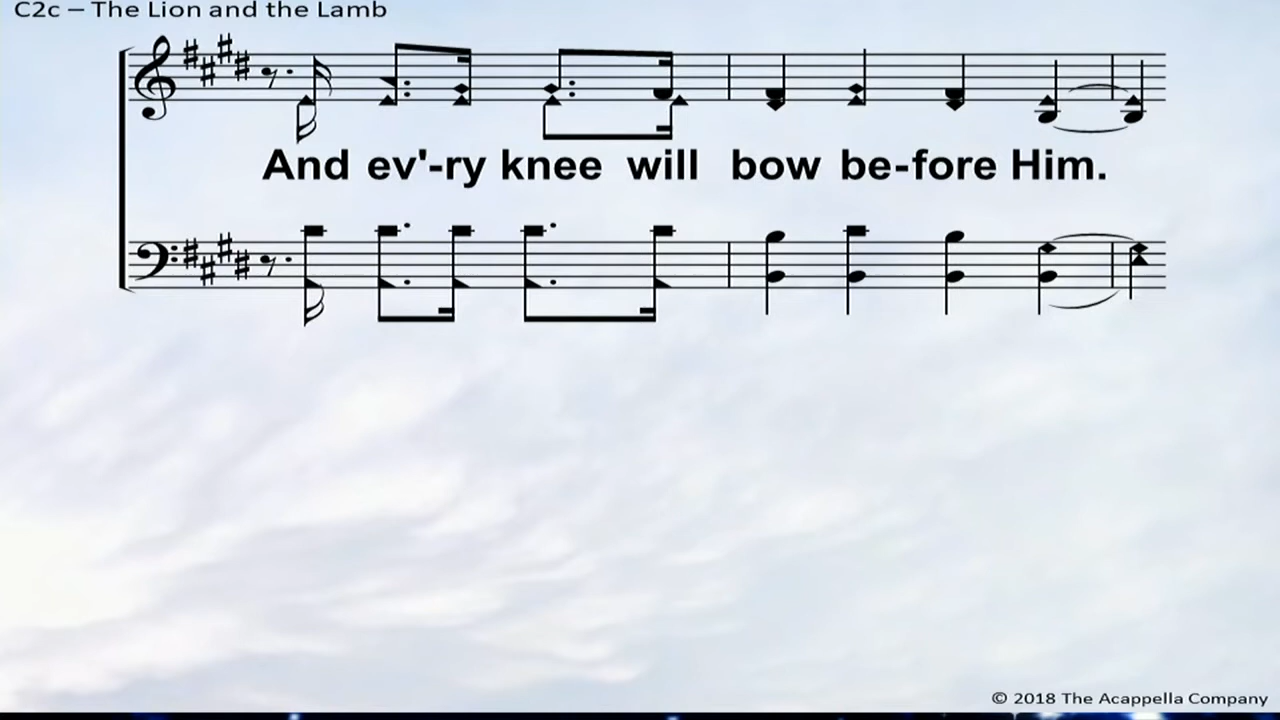 C2c – The Lion and the Lamb
And ev'-ry knee will bow be-fore Him.
© 2018 The Acappella Company